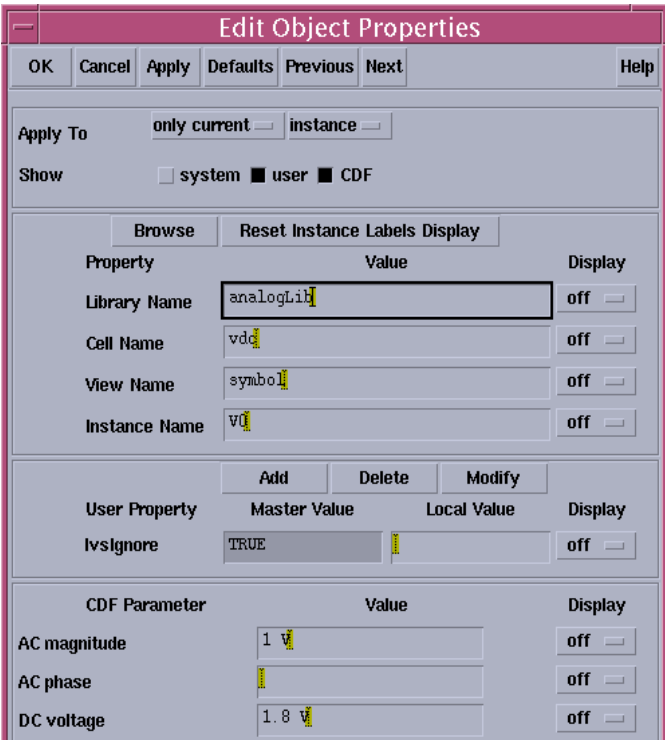 Edit Object Properties
OK Cancel Apply Defaults Previous Next Help
Apply To only current instance
Show system user CDF
Browse Reset Instance Labels Display
Property Value Display
Library Name analogLib off
Cell Name vdc off
View Name symbol off
Instance Name V0 off
Add Delete Modify
User Property Master Value Local Value Display
lvsIgnore TRUE off
CDF Parameter Value Display
AC magnitude 1 V off
AC phase off
DC voltage 1.8 V off